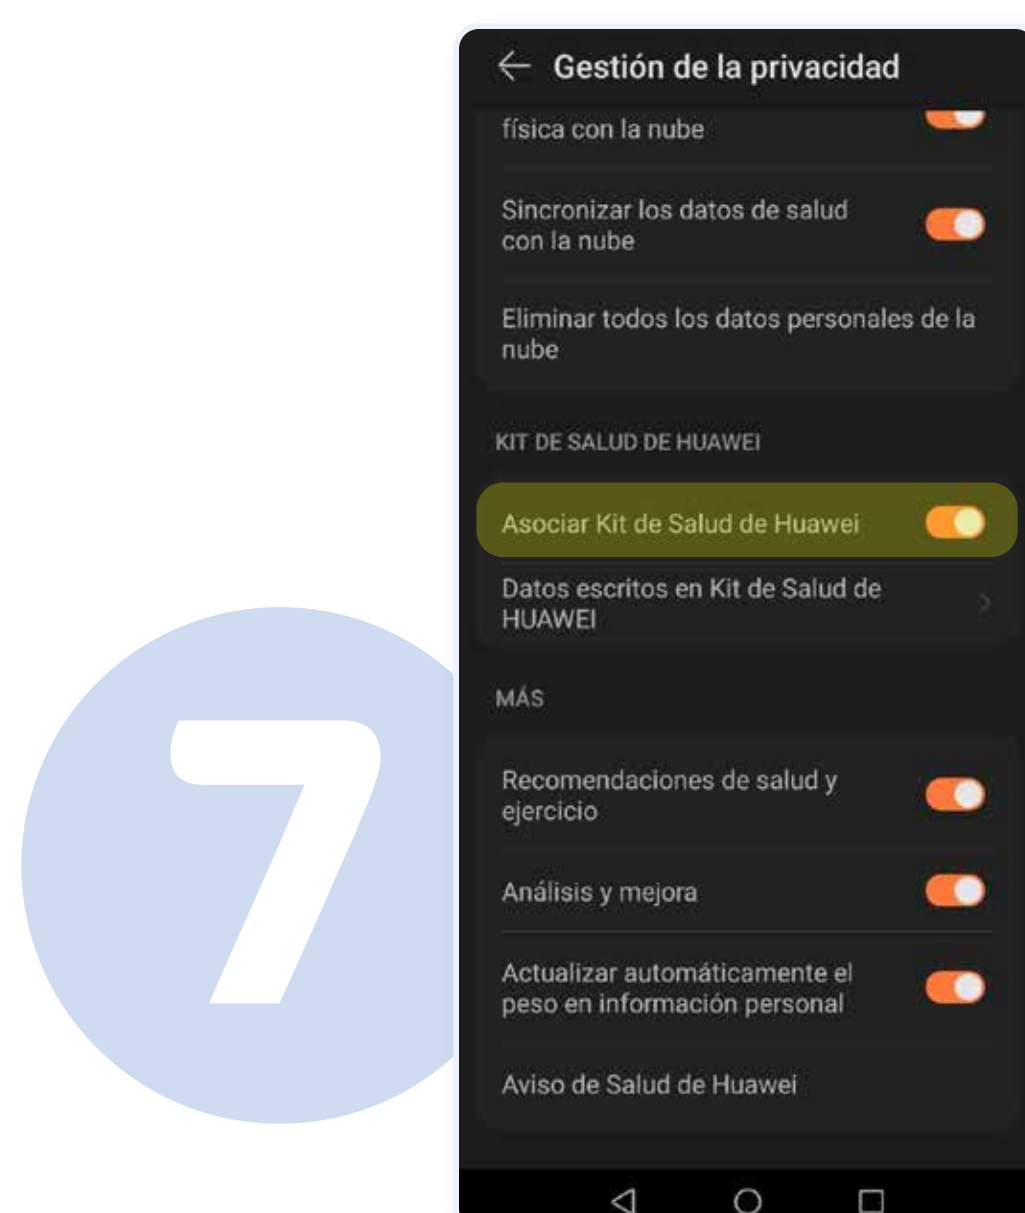 Gestión de la privacidad
física con la nube
Sincronizar los datos de salud
con la nube
Eliminar todos los datos personales de la
nube
KIT DE SALUD DE HUAWEI
Asociar Kit de Salud de Huawei
Datos escritos en Kit de Salud de
HUAWEI
MÁS
7
Recomendaciones de salud y
ejercicio
Análisis y mejora
Actualizar automáticamente el
peso en información personal
Aviso de Salud de Huawei